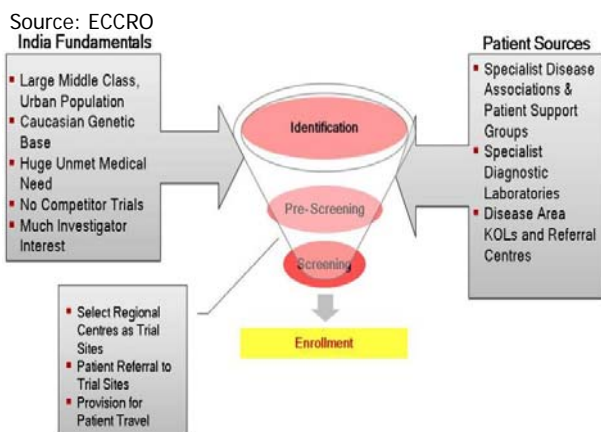 Source: ECCRO
India Fundamentals
Large Middle Class,
Urban Population
Caucasian Genetic
Base
Huge Unmet Medical
Need
No Competitor Trials
Much Investigator
Interest
Identification
Pre-Screening
Screening
Enrollment
Patient Sources
Specialist Disease
Associations &
Patient Support
Groups
Specialist
Diagnostic
Laboratories
Disease Area
KOLs and Referral
Centres
Select Regional
Centres as Trial
Sites
Patient Referral to
Trial Sites
Provision for
Patient Travel